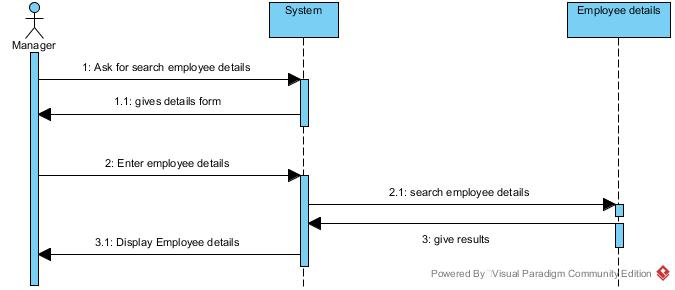 System
Employee details
Manager
1: Ask for search employee details
1.1: gives details form
2: Enter employee details
2.1: search employee details
3: give results
3.1: Display Employee details
Powered By Visual Paradigm Community Edition